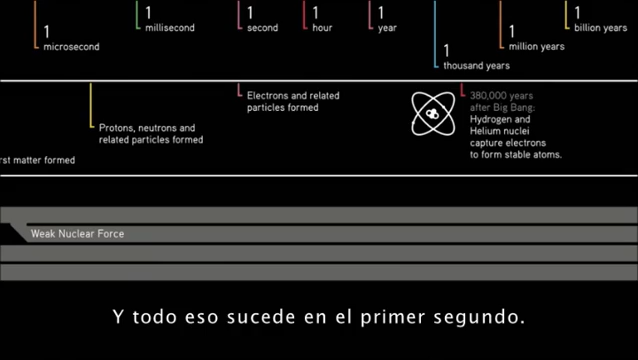 1
microsecond
1
millisecond
1
second
1
hour
1
year
1
thousand years
1
million years
1
billion years
Protons, neutrons and
related particles formed
Electrons and related
particles formed
380,000 years
after Big Bang:
Hydrogen and
Helium nuclei
capture electrons
to form stable atoms.
rst matter formed
Weak Nuclear Force
Y todo eso sucede en el primer segundo.